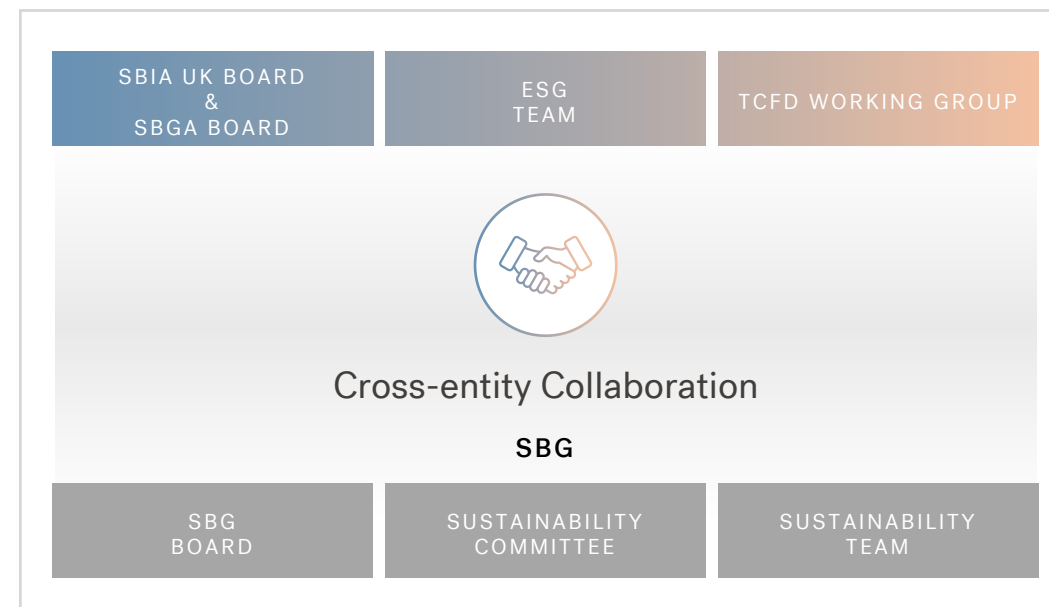 SBIA UK BOARD
&
SBGA BOARD
ESG
TEAM
TCFD WORKING GROUP
Cross-entity Collaboration
SBG
SBG
BOARD
SUSTAINABILITY
COMMITTEE
SUSTAINABILITY
TEAM